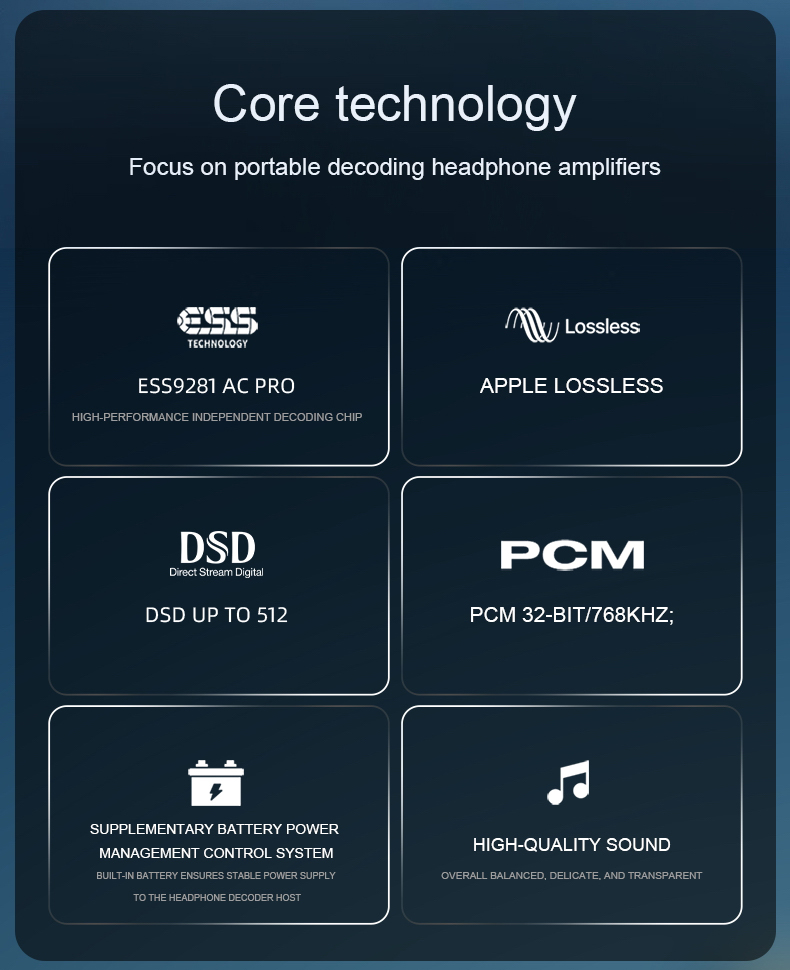 Core technology
Focus on portable decoding headphone amplifiers
ESS
TECHNOLOGY
ESS9281 AC PRO
HIGH-PERFORMANCE INDEPENDENT DECODING CHIP
Lossless
APPLE LOSSLESS
DSD
Direct Stream Digital
DSD UP TO 512
PCM
PCM 32-BIT/768KHZ;
SUPPLEMENTARY BATTERY POWER
MANAGEMENT CONTROL SYSTEM
BUILT-IN BATTERY ENSURES STABLE POWER SUPPLY
TO THE HEADPHONE DECODER HOST
HIGH-QUALITY SOUND
OVERALL BALANCED, DELICATE, AND TRANSPARENT